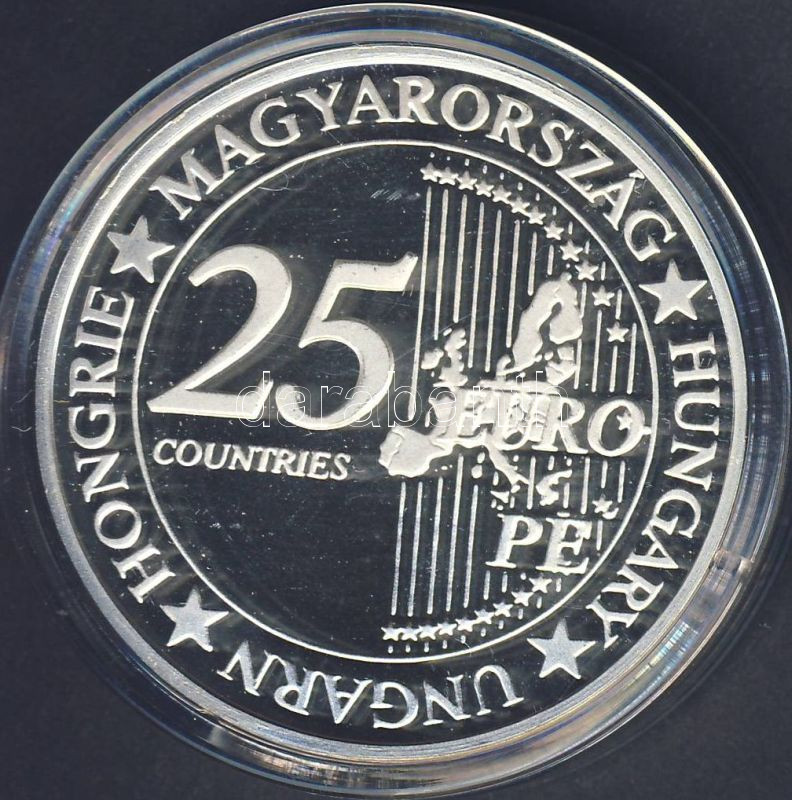 MAGYARORSZÁG
HUNGARY
UNGARN
HONGRIE
25
COUNTRIES
EURO
PE
darabanth